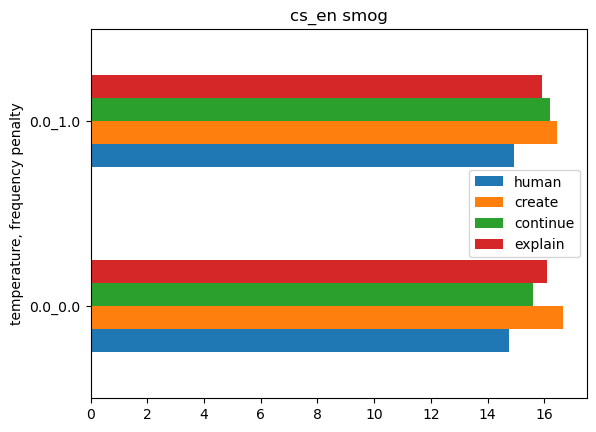 cs_en smog
temperature, frequency penalty
0.0_1.0
0.0_0.0
human
create
continue
explain
0 2 4 6 8 10 12 14 16